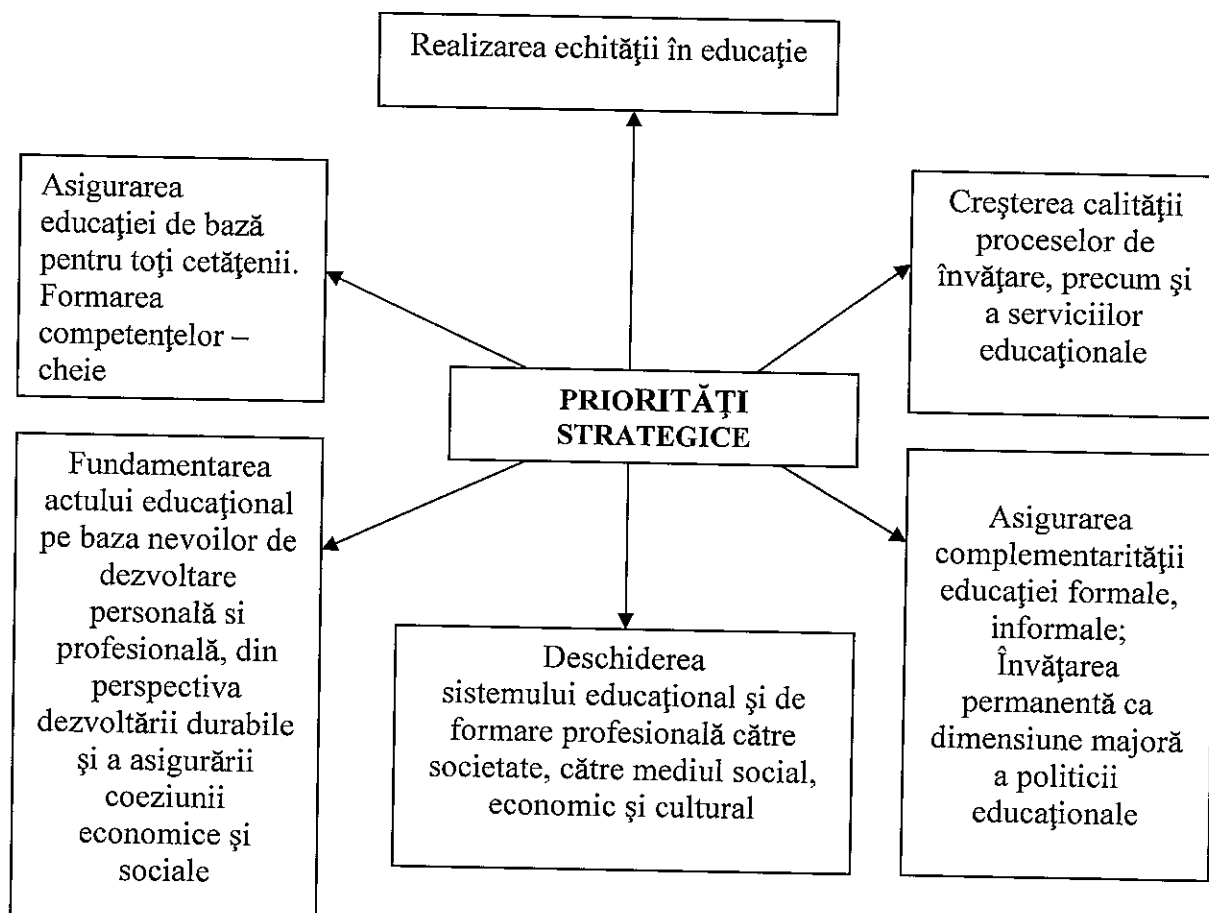 Realizarea echităţii în educaţie
Asigurarea
educaţiei de bază
pentru toţi cetăţenii.
Formarea
competenţelor –
cheie
Creşterea calităţii
proceselor de
învăţare, precum şi
a serviciilor
educaţionale
PRIORITĂŢI
STRATEGICE
Fundamentarea
actului educaţional
pe baza nevoilor de
dezvoltare
personală si
profesională, din
perspectiva
dezvoltării durabile
şi a asigurării
coeziunii
economice şi
sociale
Deschiderea
sistemului educaţional şi de
formare profesională către
societate, către mediul social,
economic şi cultural
Asigurarea
complementarităţii
educaţiei formale,
informale;
Învăţarea
permanentă ca
dimensiune majoră
a politicii
educaţionale